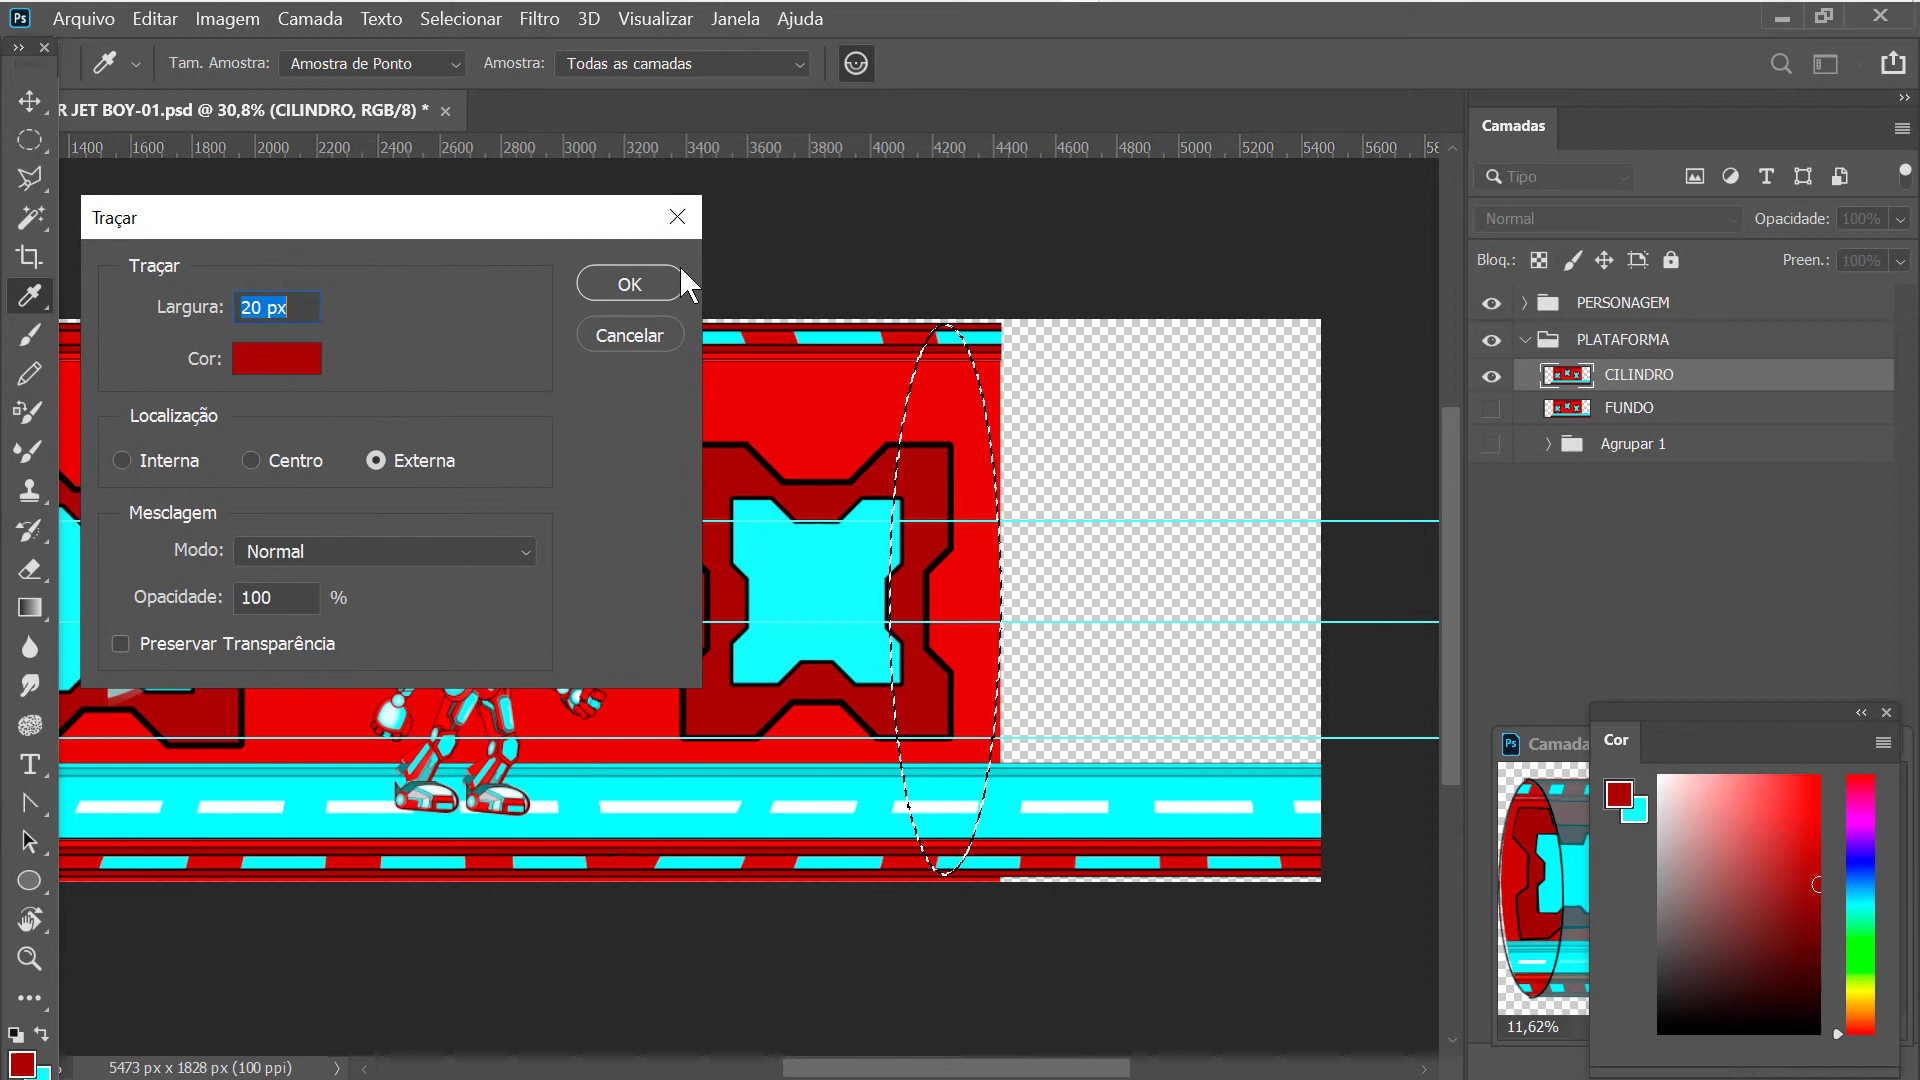 Ps Arquivo Editar Imagem Camada Texto Selecionar Filtro 3D Visualizar Janela Ajuda
Tam. Amostra: Amostra de Ponto Amostra: Todas as camadas
R JET BOY-01.psd @ 30,8% (CILINDRO, RGB/8) *
1400 1600 1800 2000 2200 2400 2600 2800 3000 3200 3400 3600 3800 4000 4200 4400 4600 4800 5000 5200 5400 5600 58
Traçar
OK
Cancelar
Traçar
Largura: 20 px
Cor:
Localização
Interna Centro Externa
Mesclagem
Modo: Normal
Opacidade: 100 %
Preservar Transparência
Camadas
Tipo
Normal Opacidade: 100%
Bloq.: Preen.: 100%
PERSONAGEM
PLATAFORMA
CILINDRO
FUNDO
Agrupar 1
Ps Camada
11,62%
Cor
5473 px x 1828 px (100 ppi)